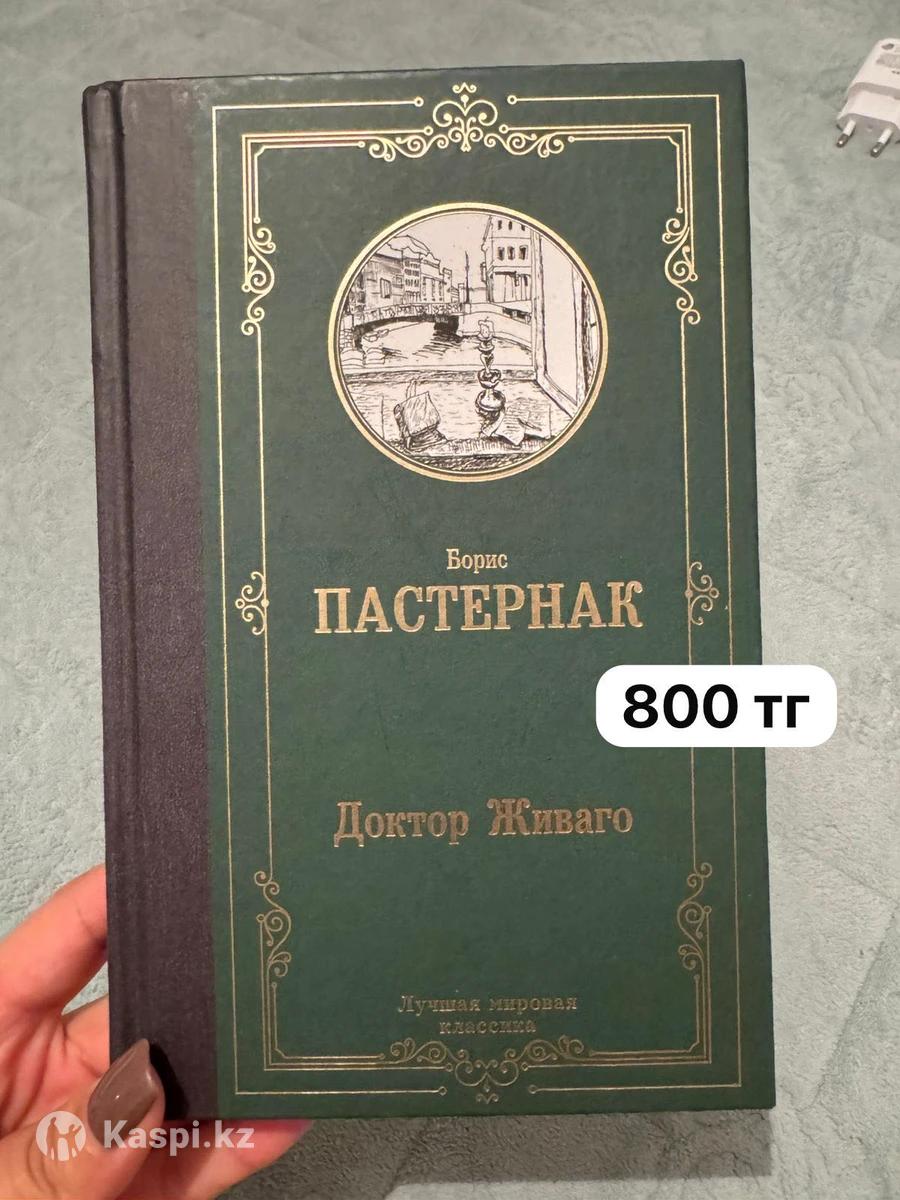 Борис
ПАСТЕРНАК
800 тг
Доктор Живаго
Лучшая мировая
классика
Kaspi.kz